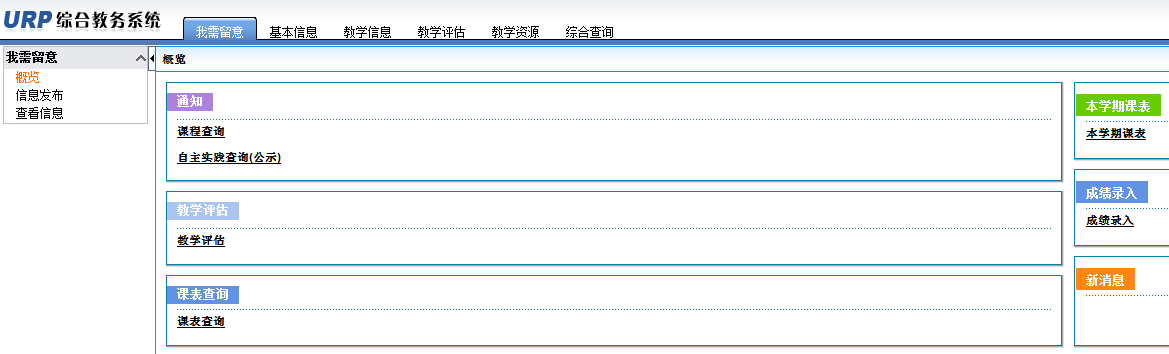 URP 综合教务系统
我需留意 基本信息 教学信息 教学评估 教学资源 综合查询
我需留意
概览
信息发布
查看信息
概览
通知
课程查询
自主实践查询(公示)
教学评估
教学评估
课表查询
课表查询
本学期课表
本学期课表
成绩录入
成绩录入
新消息